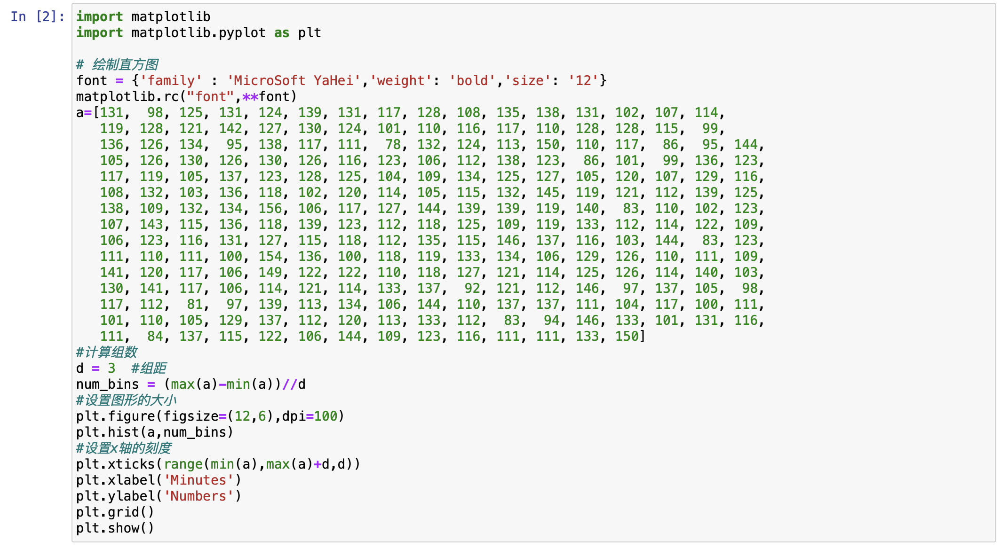 In [2]: import matplotlib
import matplotlib.pyplot as plt
# 绘制直方图
font = {'family' : 'MicroSoft YaHei','weight': 'bold','size': '12'}
matplotlib.rc("font",**font)
a=[131,  98, 125, 131, 124, 139, 131, 117, 128, 108, 135, 138, 131, 102, 107, 114,
119, 128, 121, 142, 127, 130, 124, 101, 110, 116, 117, 110, 128, 128, 115,  99,
136, 126, 134,  95, 138, 117, 111,  78, 132, 124, 113, 150, 110, 117,  86,  95, 144,
105, 126, 130, 126, 130, 126, 116, 123, 106, 112, 138, 123,  86, 101,  99, 136, 123,
117, 119, 105, 137, 123, 128, 125, 104, 109, 134, 125, 127, 105, 120, 107, 129, 116,
108, 132, 103, 136, 118, 102, 120, 114, 105, 115, 132, 145, 119, 121, 112, 139, 125,
138, 109, 132, 134, 156, 106, 117, 127, 144, 139, 139, 119, 140,  83, 110, 102, 123,
107, 143, 115, 136, 118, 139, 123, 112, 118, 125, 109, 119, 133, 112, 114, 122, 109,
106, 123, 116, 131, 127, 115, 118, 112, 135, 115, 146, 137, 116, 103, 144,  83, 123,
111, 110, 111, 100, 154, 136, 100, 118, 119, 133, 134, 106, 129, 126, 110, 111, 109,
141, 120, 117, 106, 149, 122, 122, 110, 118, 127, 121, 114, 125, 126, 114, 140, 103,
130, 141, 117, 106, 114, 121, 114, 133, 137,  92, 121, 112, 146,  97, 137, 105,  98,
117, 112,  81,  97, 139, 113, 134, 106, 144, 110, 137, 137, 111, 104, 117, 100, 111,
101, 110, 105, 129, 137, 112, 120, 113, 133, 112,  83,  94, 146, 133, 101, 131, 116,
111,  84, 137, 115, 122, 106, 144, 109, 123, 116, 111, 111, 133, 150]
#计算组数
d = 3  #组距
num_bins = (max(a)-min(a))//d
#设置图形的大小
plt.figure(figsize=(12,6),dpi=100)
plt.hist(a,num_bins)
#设置x轴的刻度
plt.xticks(range(min(a),max(a)+d,d))
plt.xlabel('Minutes')
plt.ylabel('Numbers')
plt.grid()
plt.show()